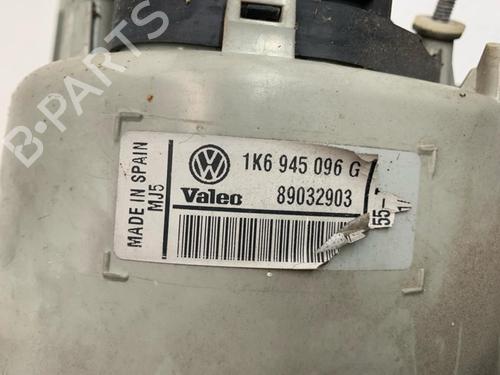 MADE IN SPAIN
MJ5
1K6 945 096 G
Valeo
89032903
55-
B-PARTS